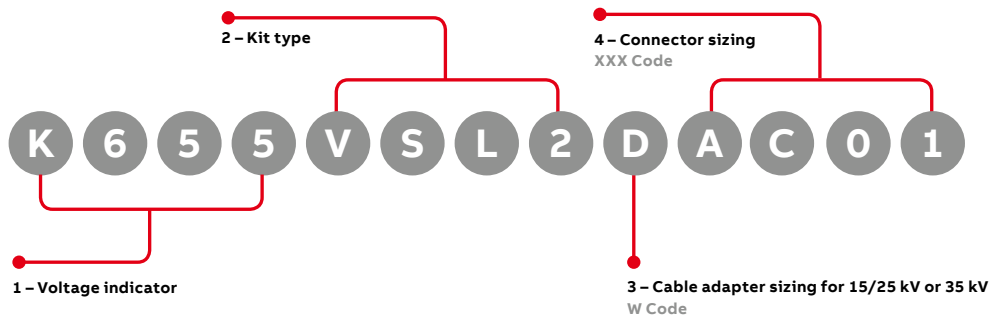 2 – Kit type
4 – Connector sizing
XXX Code
K 6 5 5 V S L 2 D A C 0 1
1 – Voltage indicator
3 – Cable adapter sizing for 15/25 kV or 35 kV
W Code